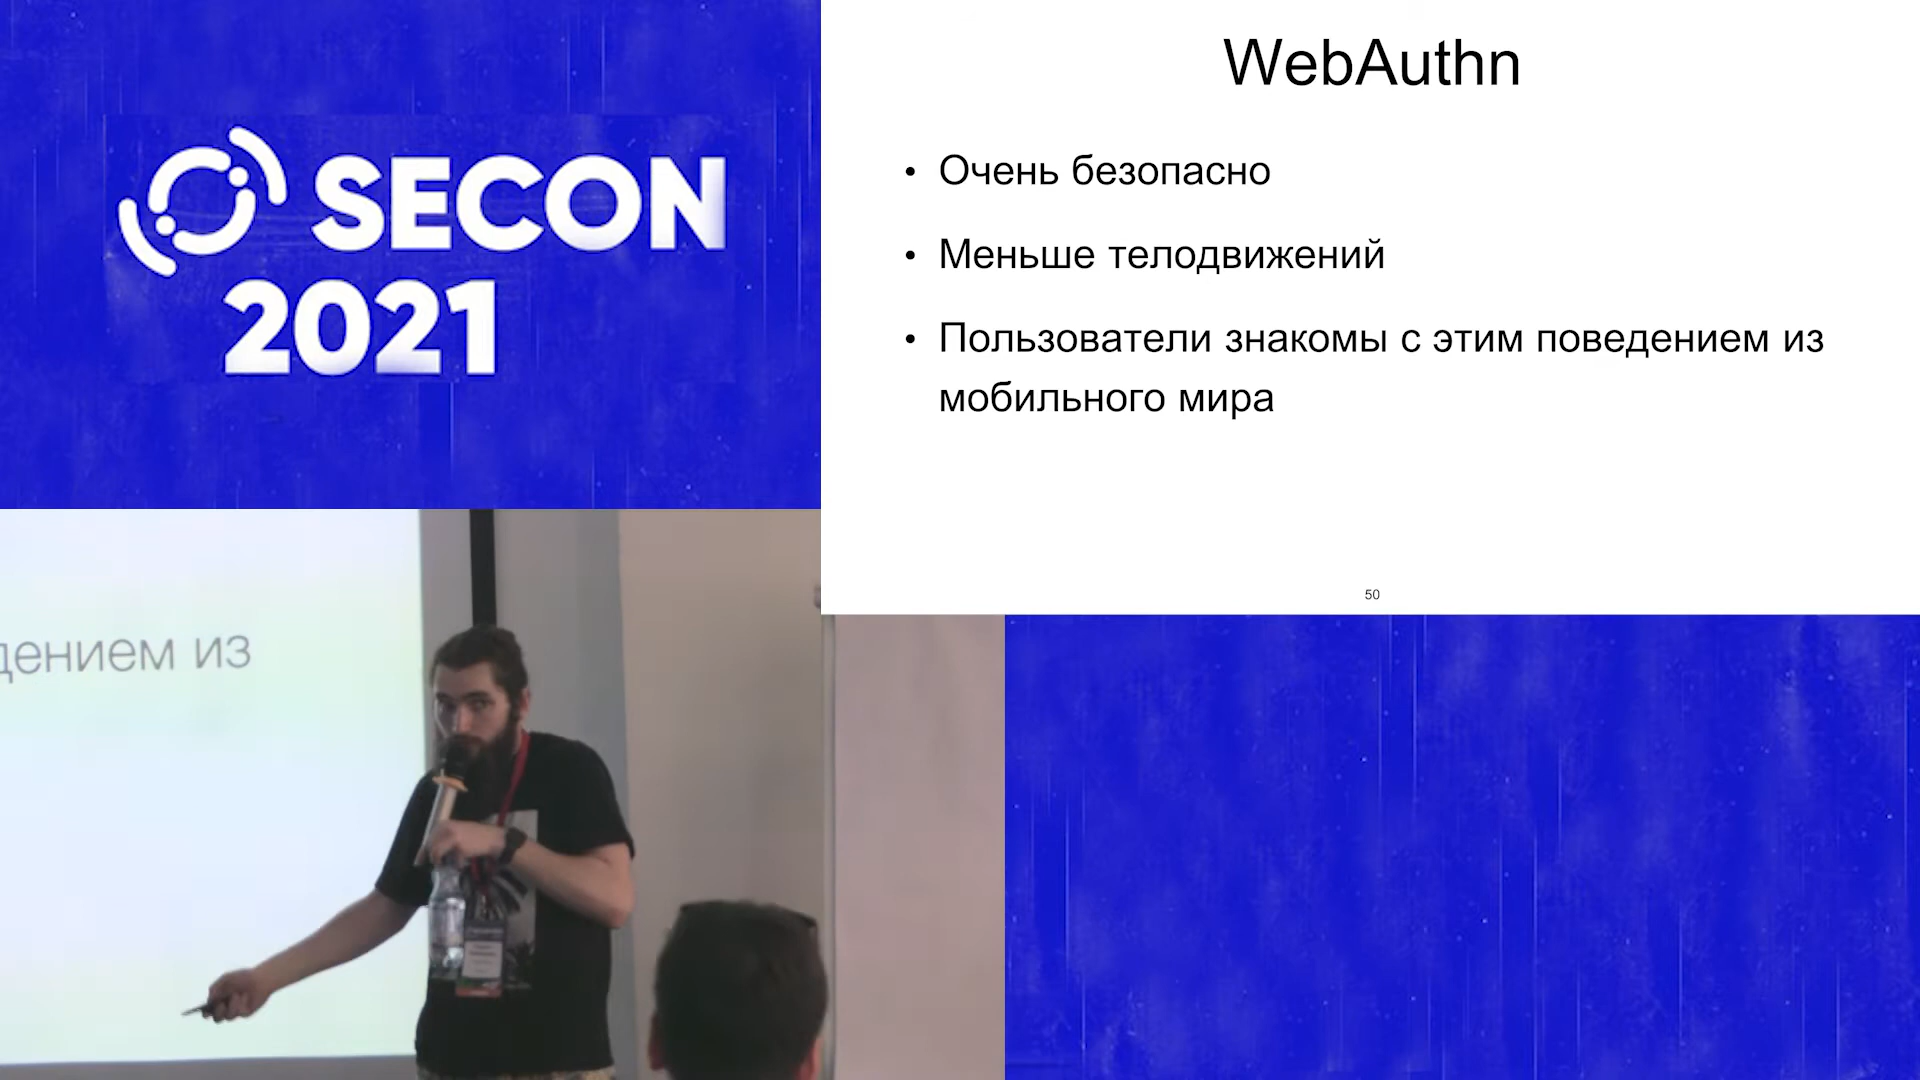 SECON
2021
WebAuthn
• Очень безопасно
• Меньше телодвижений
• Пользователи знакомы с этим поведением из
мобильного мира
50
дением из